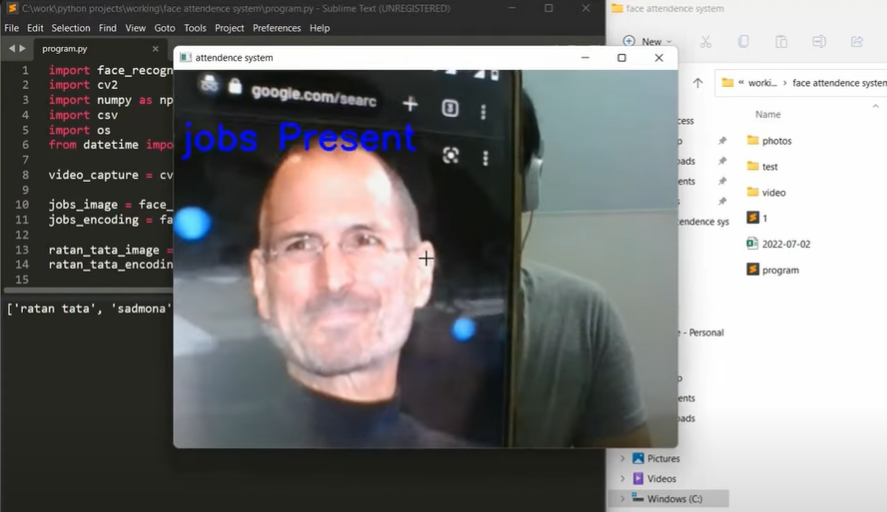 C:\work\python projects\working\face attendence system\program.py - Sublime Text (UNREGISTERED)
File Edit Selection Find View Goto Tools Project Preferences Help
program.py
1 import face_recogn
2 import cv2
3 import numpy as np
4 import csv
5 import os
6 from datetime impo
7
8 video_capture = cv
9
10 jobs_image = face_
11 jobs_encoding = fa
12
13 ratan_tata_image =
14 ratan_tata_encodin
15
['ratan tata', 'sadmona'
attendence system
google.com/searc
3
jobs Present
face attendence system
New
« worki... › face attendence system
cess
p
oads
ents
s
tendence sys
e - Personal
p
ents
oads
Pictures
Videos
Windows (C:)
Name
photos
test
video
1
2022-07-02
program